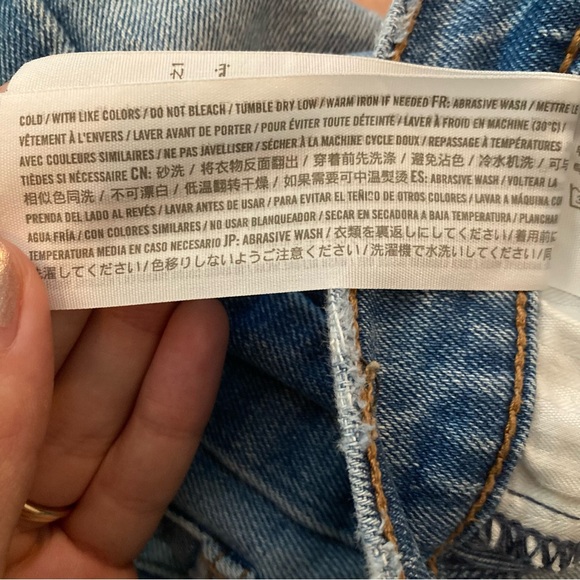 COLD / WITH LIKE COLORS / DO NOT BLEACH / TUMBLE DRY LOW / WARM IRON IF NEEDED FR: ABRASIVE WASH / METTRE LE
VÊTEMENT À L'ENVERS / LAVER AVANT DE PORTER / POUR ÉVITER TOUTE DÉTEINTE / LAVER À FROID EN MACHINE (30°C) /
AVEC COULEURS SIMILAIRES / NE PAS JAVELLISER / SÉCHER À LA MACHINE CYCLE DOUX / REPASSAGE À TEMPÉRATURES
TIÈDES SI NÉCESSAIRE CN: 砂洗 / 将衣物反面翻出 / 穿着前先洗涤 / 避免沾色 / 冷水机洗 / 可与
相似色同洗 / 不可漂白 / 低温翻转干燥 / 如果需要可中温熨烫 ES: ABRASIVE WASH / VOLTEAR LA
PRENDA DEL LADO AL REVÉS / LAVAR ANTES DE USAR / PARA EVITAR EL TEÑIDO DE OTROS COLORES / LAVAR A MÁQUINA CON
AGUA FRÍA / CON COLORES SIMILARES / NO USAR BLANQUEADOR / SECAR EN SECADORA A BAJA TEMPERATURA / PLANCHAR
TEMPERATURA MEDIA EN CASO NECESARIO JP: ABRASIVE WASH / 衣類を裏返しにしてください / 着用前に
洗濯してください / 色移りしないようご注意ください / 洗濯機で水洗いしてください / 同